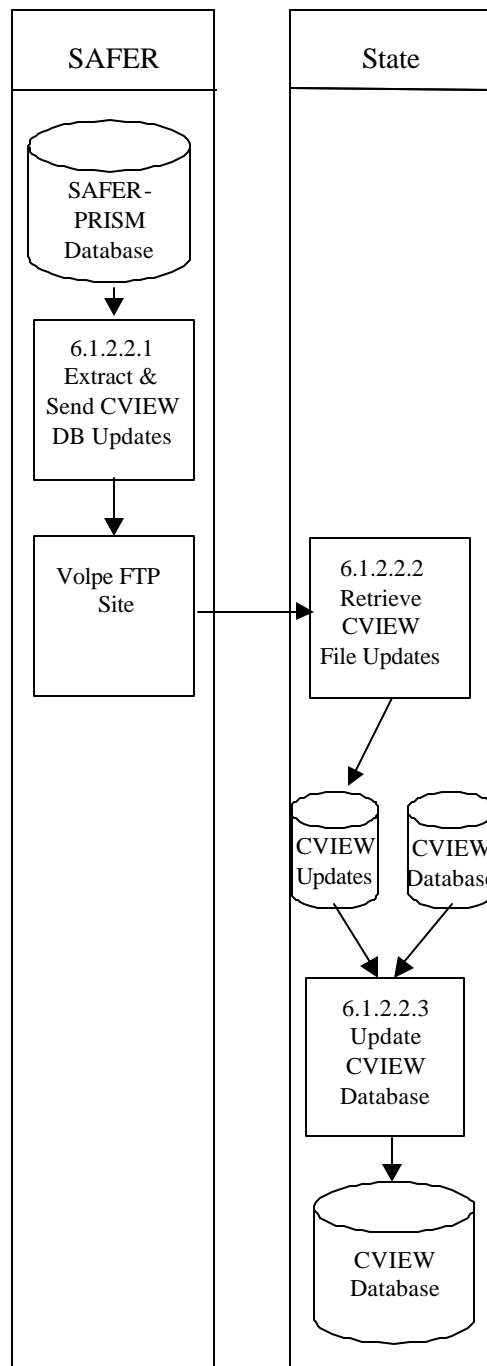 SAFER
State
SAFER-
PRISM
Database
6.1.2.2.1
Extract &
Send CVIEW
DB Updates
Volpe FTP
Site
6.1.2.2.2
Retrieve
CVIEW
File Updates
CVIEW
Updates
CVIEW
Database
6.1.2.2.3
Update
CVIEW
Database
CVIEW
Database